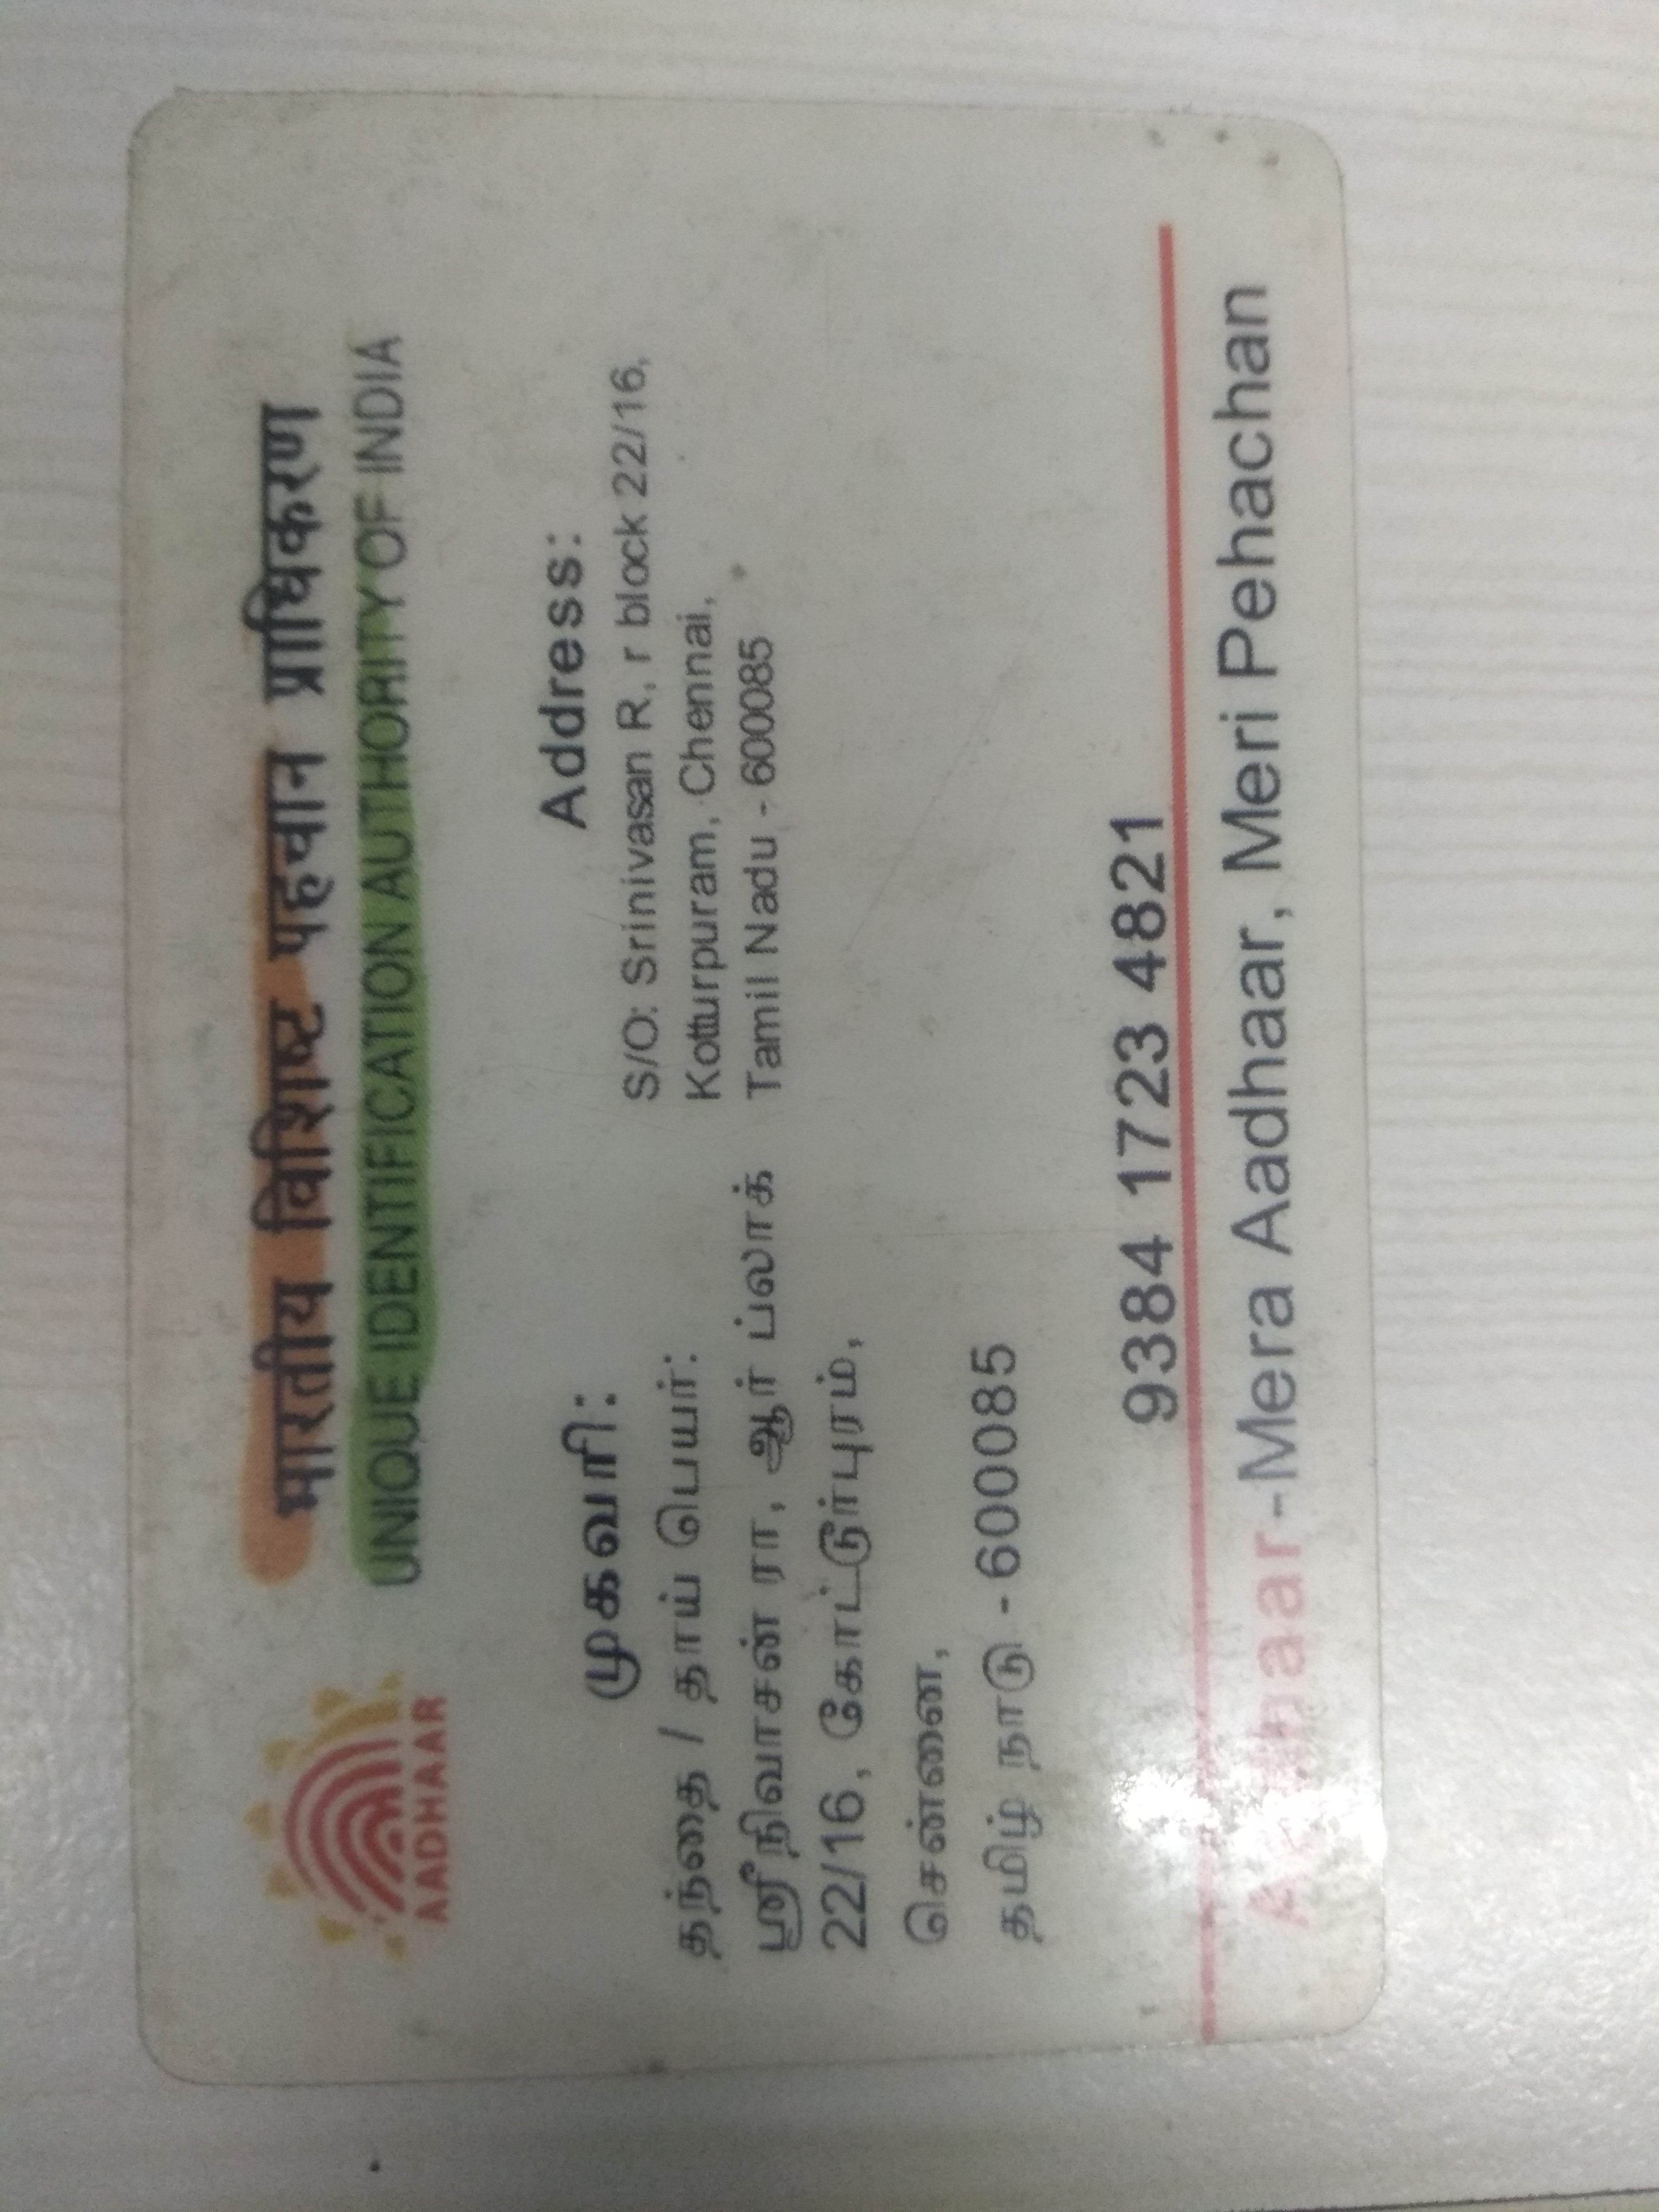 भारतीय विशिष्ट पहचान प्राधिकरण
UNIQUE IDENTIFICATION AUTHORITY OF INDIA
AADHAAR
முகவரி:
தந்தை / தாய் பெயர்:
ஸ்ரீநிவாசன் ரா, ஆர் ப்லாக்
22/16, கோட்டூர்புரம்,
சென்னை,
தமிழ் நாடு - 600085
Address:
S/O: Srinivasan R, r block 22/16,
Kotturpuram, Chennai,
Tamil Nadu - 600085
9384 1723 4821
Aadhaar-Mera Aadhaar, Meri Pehachan